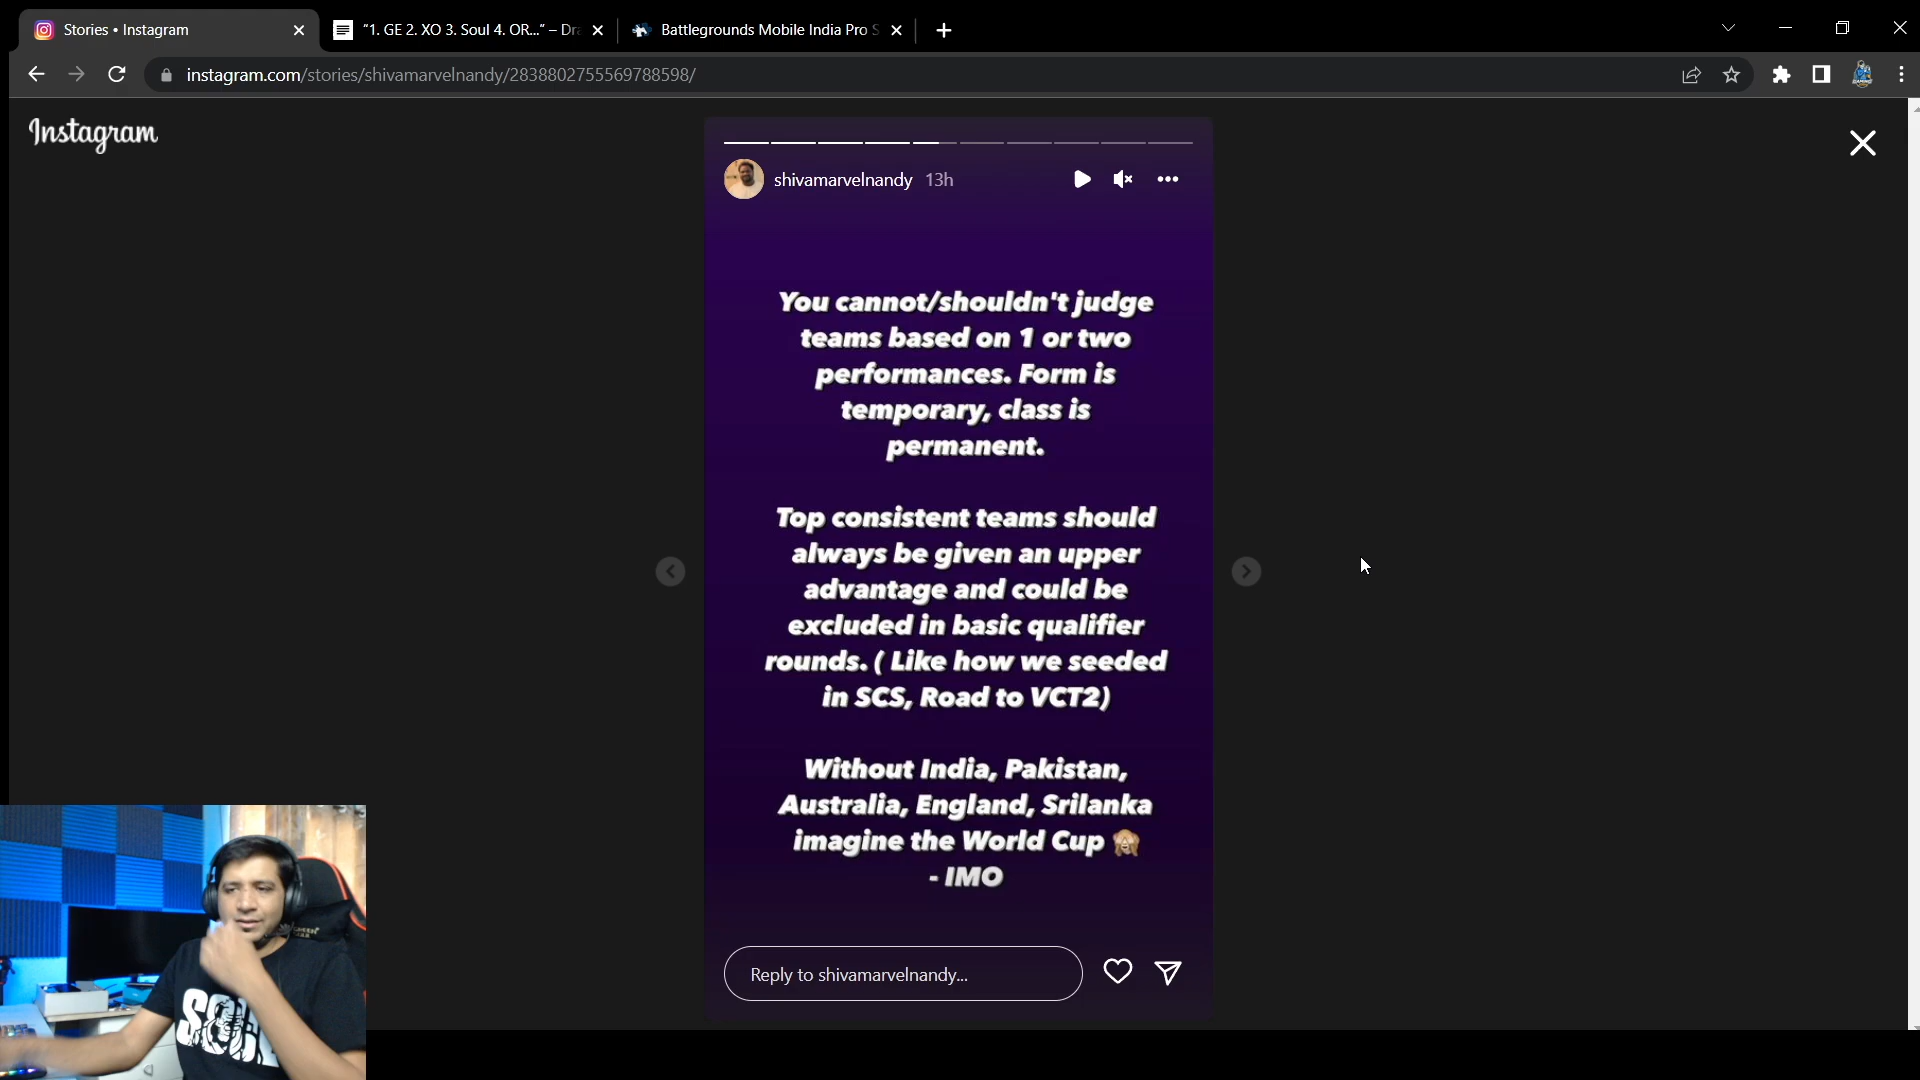 Stories • Instagram
"1. GE 2. XO 3. Soul 4. OR..." – Dra
Battlegrounds Mobile India Pro S
instagram.com/stories/shivamarvelnandy/2838802755569788598/
Instagram
shivamarvelnandy 13h
You cannot/shouldn't judge
teams based on 1 or two
performances. Form is
temporary, class is
permanent.
Top consistent teams should
always be given an upper
advantage and could be
excluded in basic qualifier
rounds. ( Like how we seeded
in SCS, Road to VCT2)
Without India, Pakistan,
Australia, England, Srilanka
imagine the World Cup 🙈
- IMO
Reply to shivamarvelnandy...